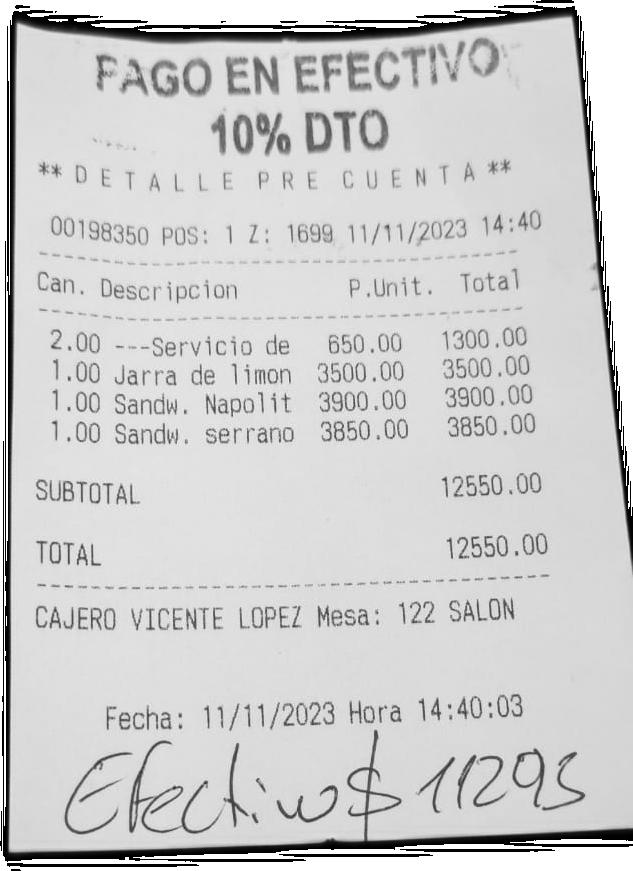 PAGO EN EFECTIVO
10% DTO
** D E T A L L E P R E C U E N T A **
00198350 POS: 1 Z: 1699 11/11/2023 14:40
Can. Descripcion P.Unit. Total
2.00 ---Servicio de 650.00 1300.00
1.00 Jarra de limon 3500.00 3500.00
1.00 Sandw. Napolit 3900.00 3900.00
1.00 Sandw. serrano 3850.00 3850.00
SUBTOTAL 12550.00
TOTAL 12550.00
CAJERO VICENTE LOPEZ Mesa: 122 SALON
Fecha: 11/11/2023 Hora 14:40:03
Efectivo $ 11295